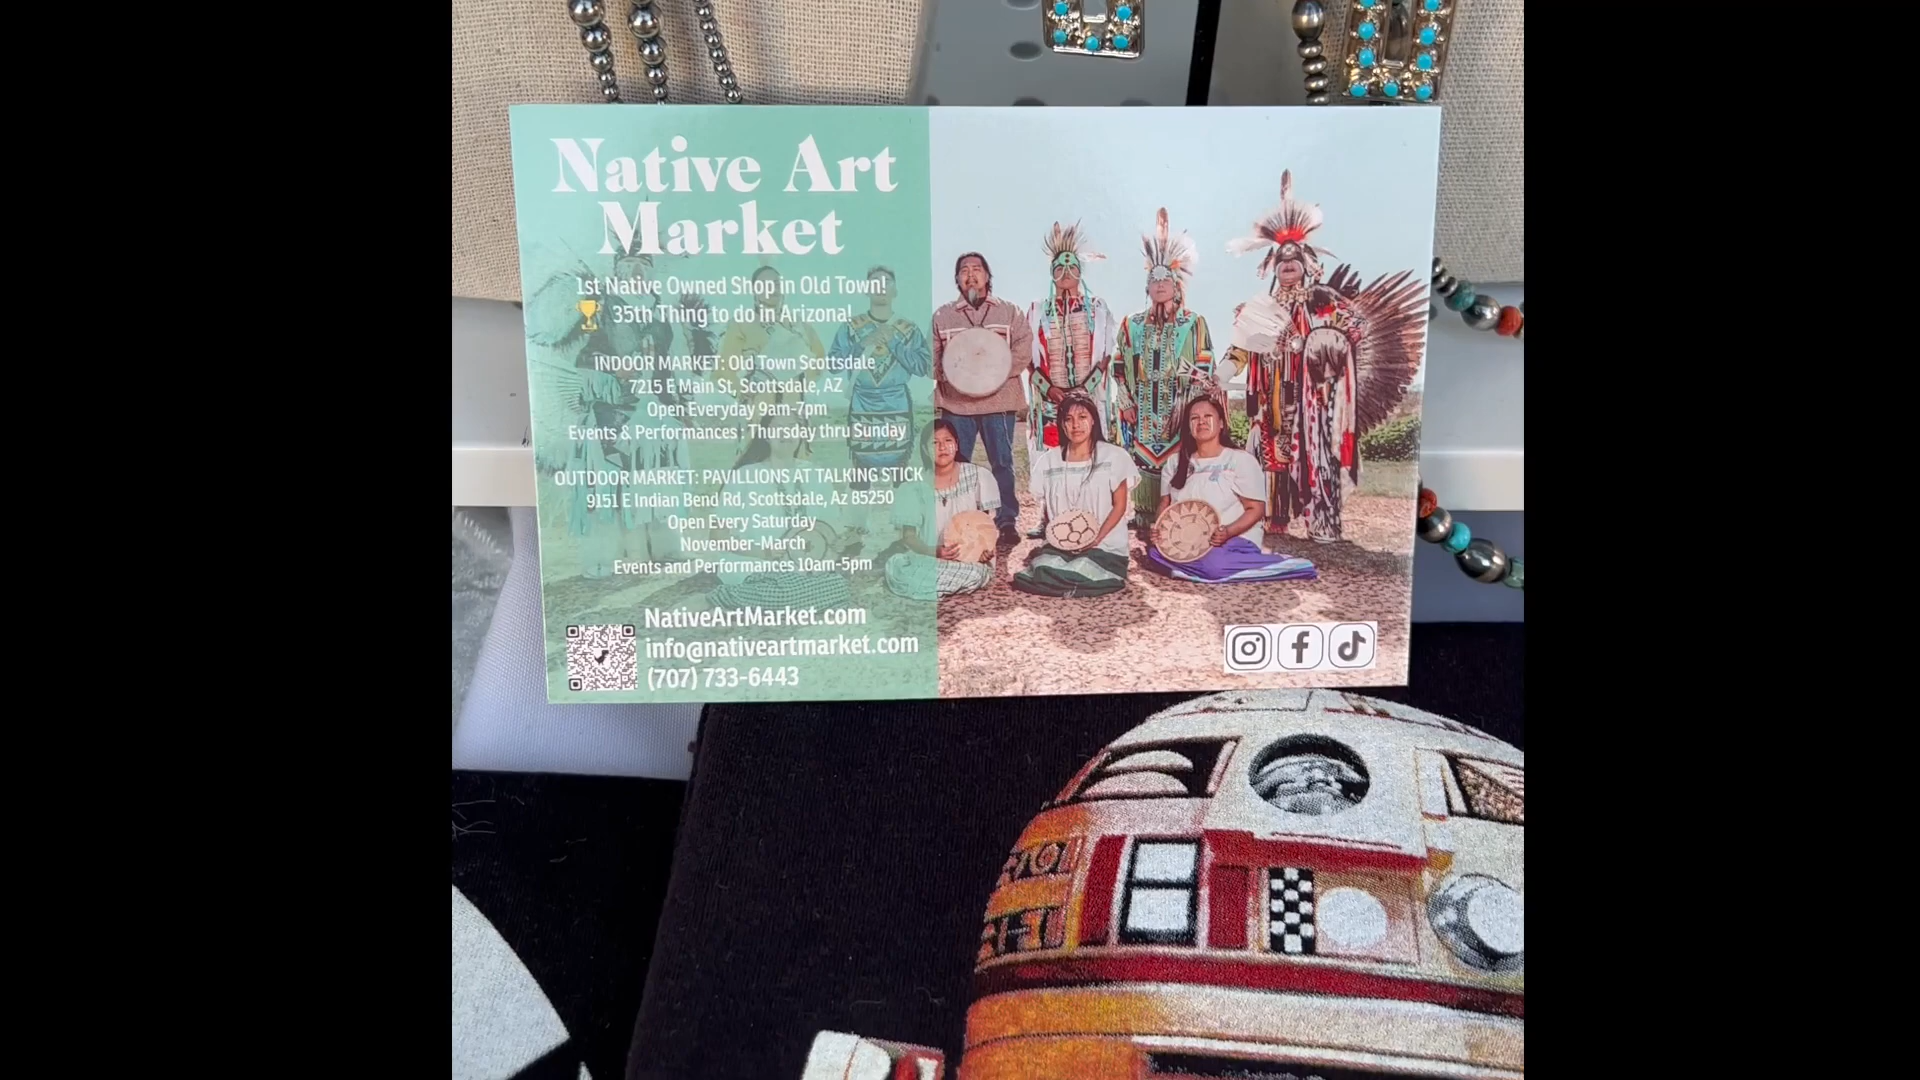 Native Art
Market
1st Native Owned Shop in Old Town!
35th Thing to do in Arizona!
INDOOR MARKET: Old Town Scottsdale
7215 E Main St, Scottsdale, AZ
Open Everyday 9am-7pm
Events & Performances : Thursday thru Sunday
OUTDOOR MARKET: PAVILLIONS AT TALKING STICK
9151 E Indian Bend Rd, Scottsdale, Az 85250
Open Every Saturday
November-March
Events and Performances 10am-5pm
NativeArtMarket.com
info@nativeartmarket.com
(707) 733-6443